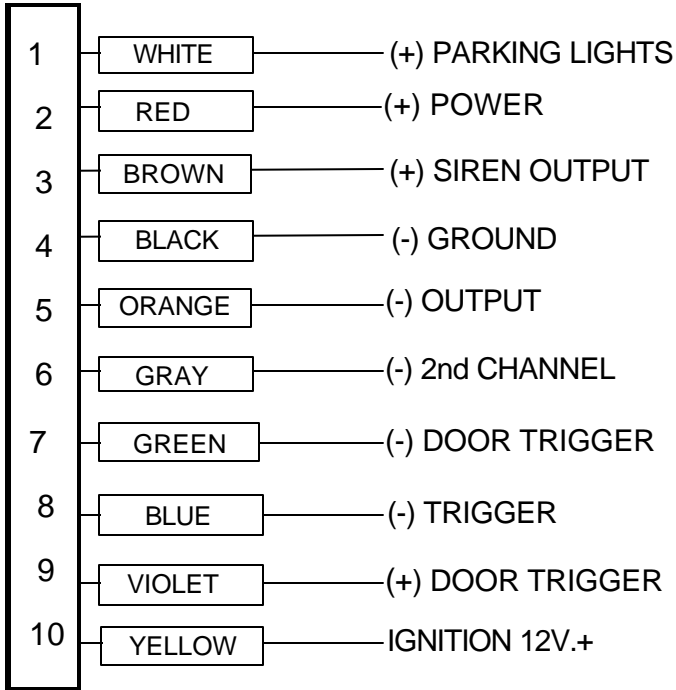 1 WHITE (+) PARKING LIGHTS
2 RED (+) POWER
3 BROWN (+) SIREN OUTPUT
4 BLACK (-) GROUND
5 ORANGE (-) OUTPUT
6 GRAY (-) 2nd CHANNEL
7 GREEN (-) DOOR TRIGGER
8 BLUE (-) TRIGGER
9 VIOLET (+) DOOR TRIGGER
10 YELLOW IGNITION 12V.+